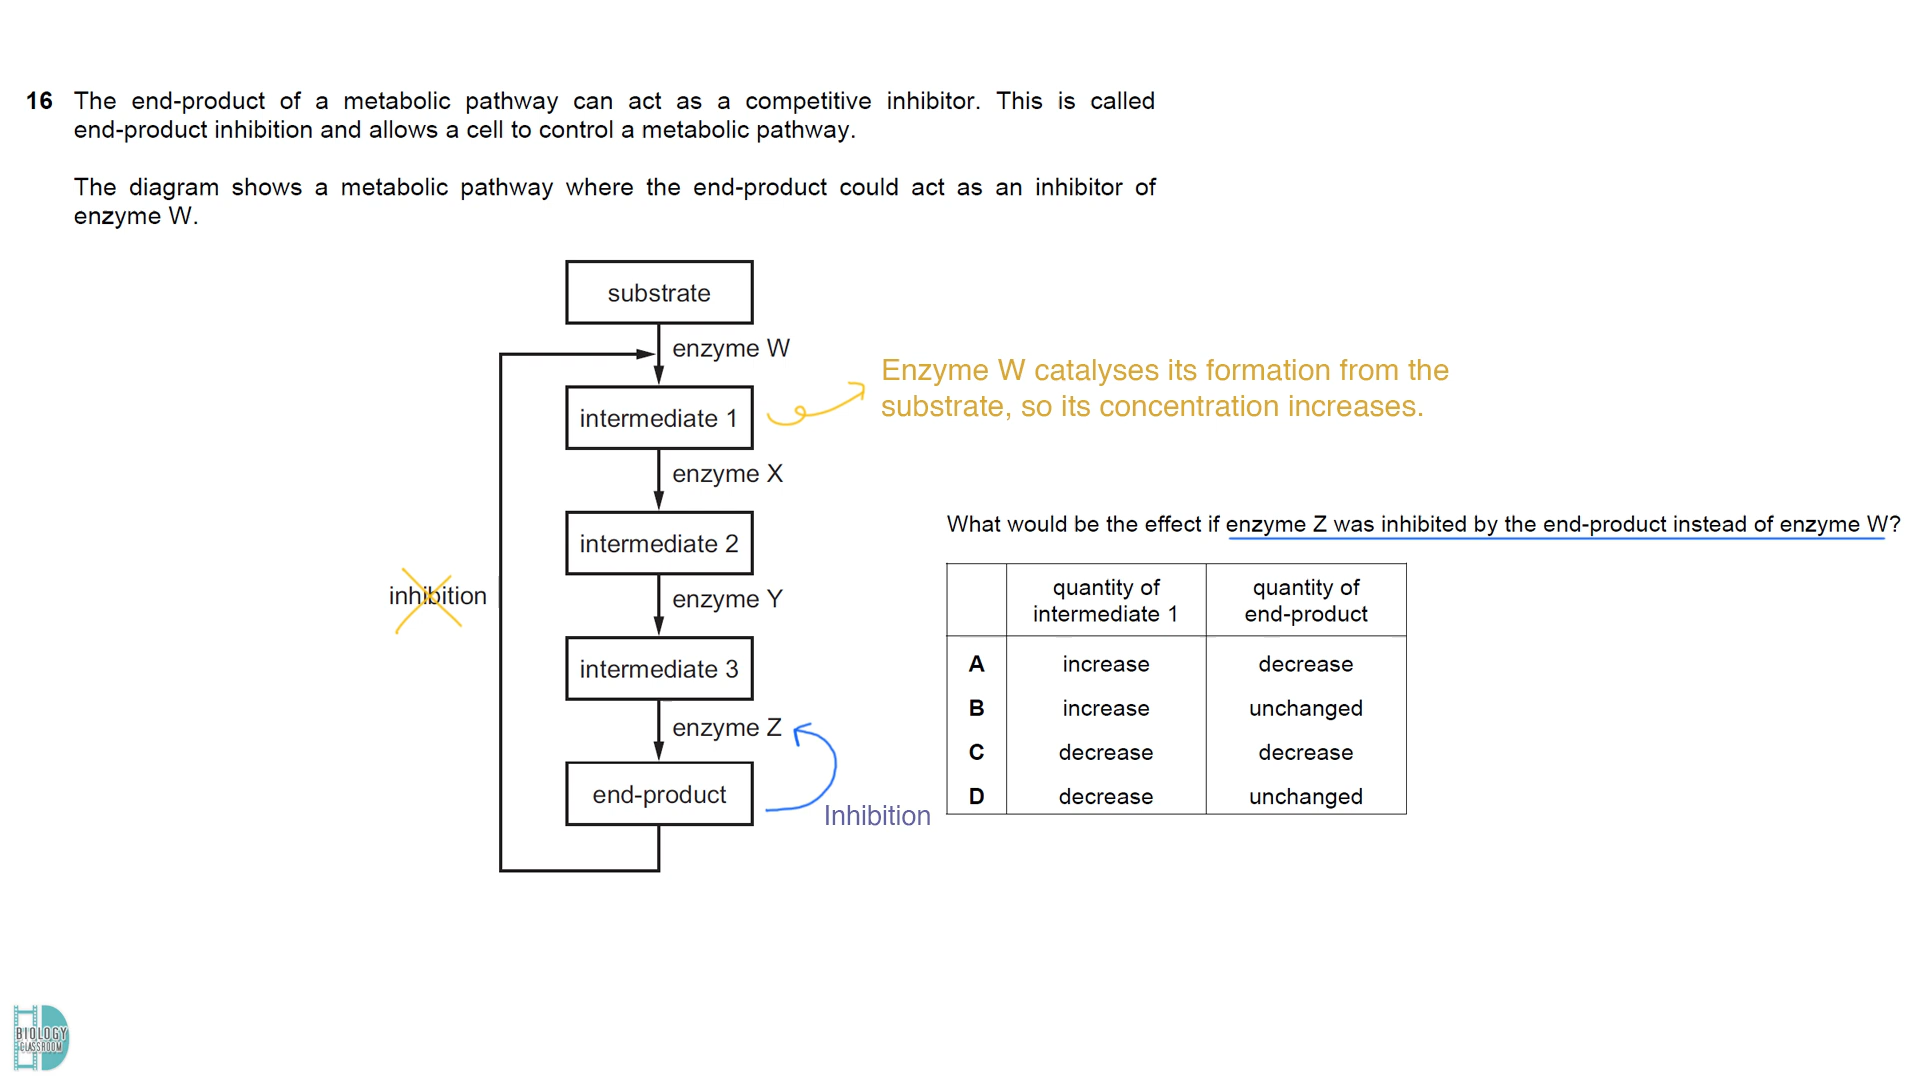 16 The end-product of a metabolic pathway can act as a competitive inhibitor. This is called
end-product inhibition and allows a cell to control a metabolic pathway.
The diagram shows a metabolic pathway where the end-product could act as an inhibitor of
enzyme W.
substrate
enzyme W
intermediate 1
Enzyme W catalyses its formation from the
substrate, so its concentration increases.
enzyme X
intermediate 2
inhibition
enzyme Y
intermediate 3
enzyme Z
end-product
Inhibition
What would be the effect if enzyme Z was inhibited by the end-product instead of enzyme W?
quantity of intermediate 1 quantity of end-product
A increase decrease
B increase unchanged
C decrease decrease
D decrease unchanged
BIOLOGY
CLASSROOM